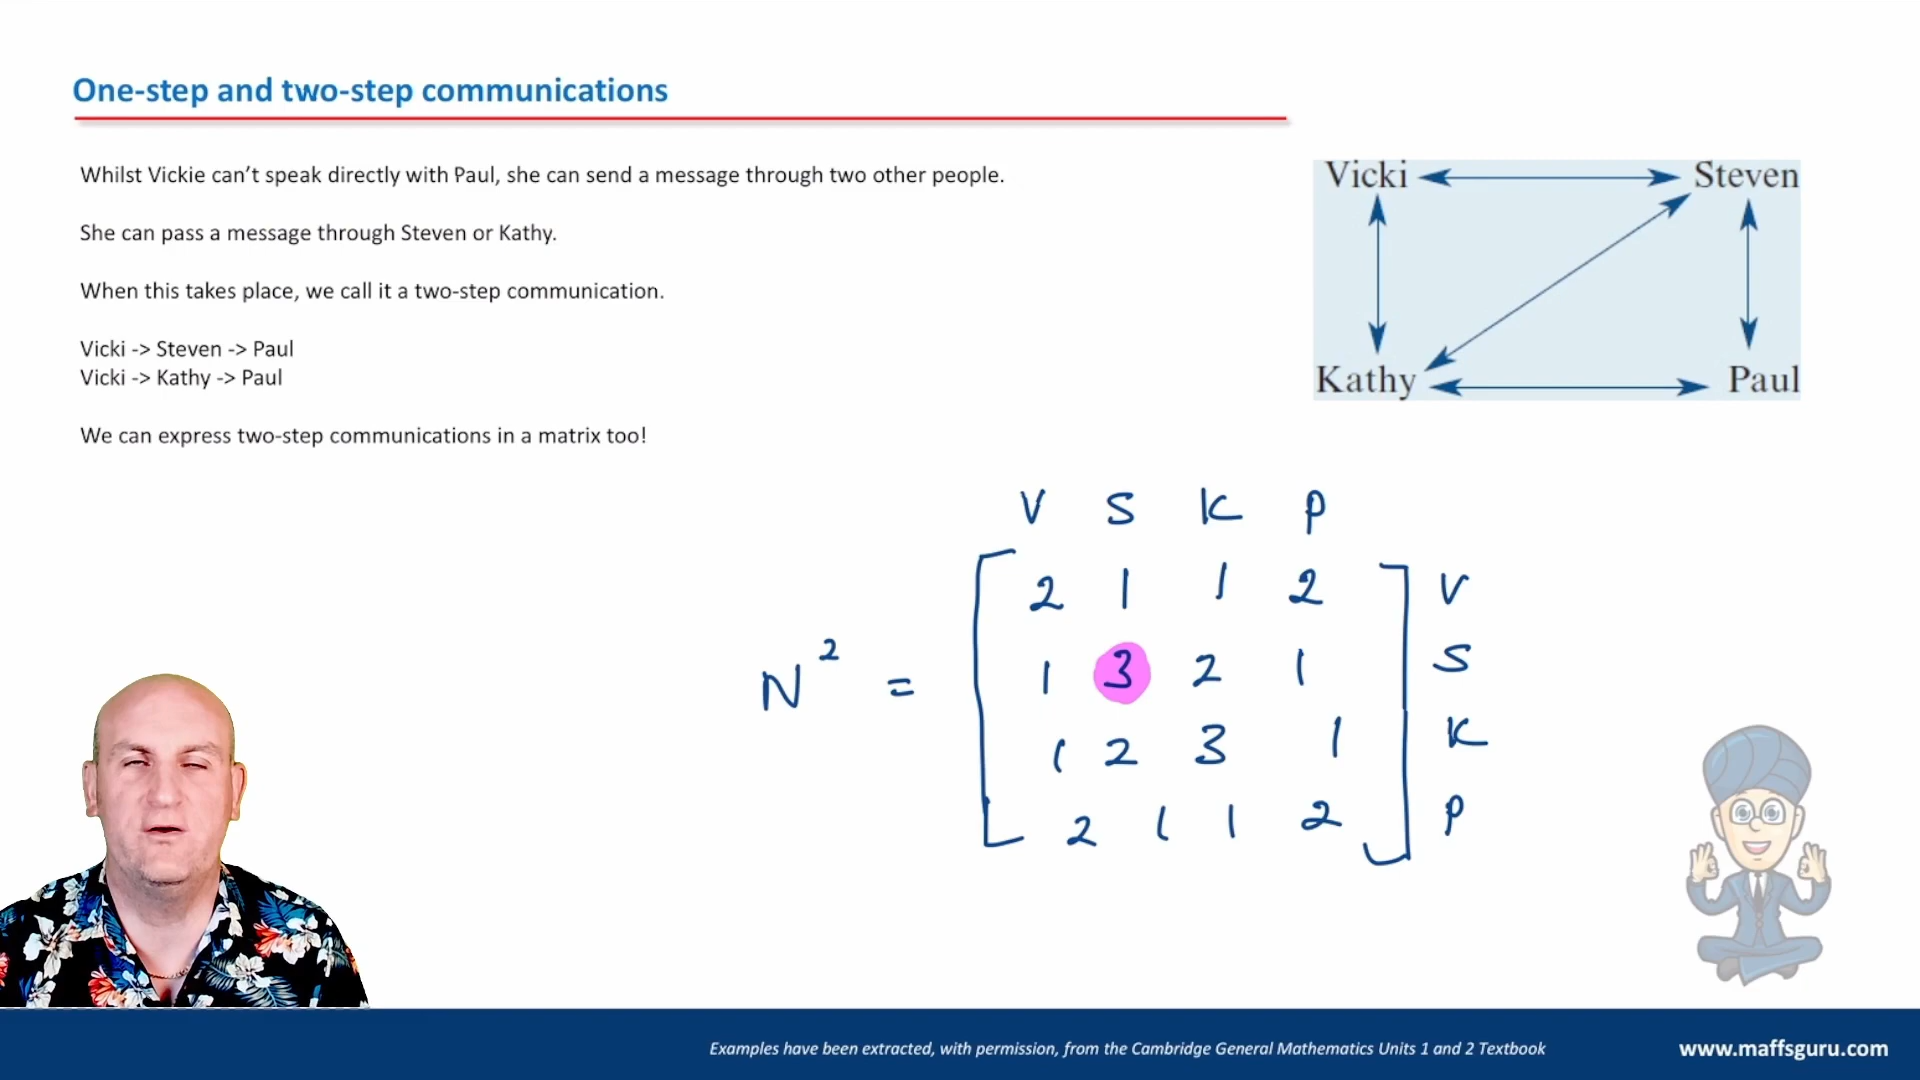 One-step and two-step communications
Whilst Vickie can't speak directly with Paul, she can send a message through two other people.
She can pass a message through Steven or Kathy.
When this takes place, we call it a two-step communication.
Vicki -> Steven -> Paul
Vicki -> Kathy -> Paul
We can express two-step communications in a matrix too!
Vicki Steven
Kathy Paul
V S K P
2 1 1 2 V
1 3 2 1 S
N² =
1 2 3 1 K
2 1 1 2 P
Examples have been extracted, with permission, from the Cambridge General Mathematics Units 1 and 2 Textbook
www.maffsguru.com